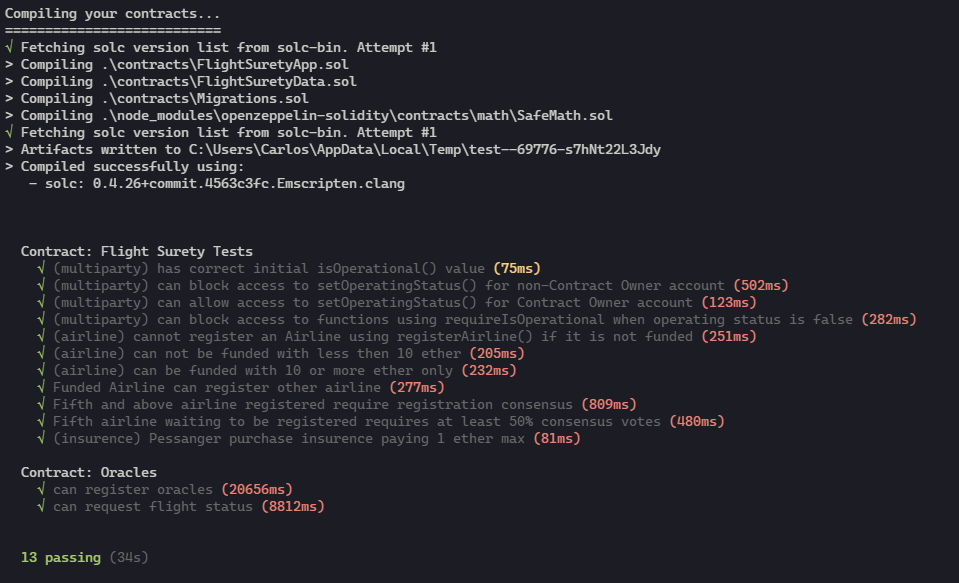 Compiling your contracts...
===========================
√ Fetching solc version list from solc-bin. Attempt #1
> Compiling .\contracts\FlightSuretyApp.sol
> Compiling .\contracts\FlightSuretyData.sol
> Compiling .\contracts\Migrations.sol
> Compiling .\node_modules\openzeppelin-solidity\contracts\math\SafeMath.sol
√ Fetching solc version list from solc-bin. Attempt #1
> Artifacts written to C:\Users\Carlos\AppData\Local\Temp\test--69776-s7hNt22L3Jdy
> Compiled successfully using:
   - solc: 0.4.26+commit.4563c3fc.Emscripten.clang
  Contract: Flight Surety Tests
    √ (multiparty) has correct initial isOperational() value (75ms)
    √ (multiparty) can block access to setOperatingStatus() for non-Contract Owner account (502ms)
    √ (multiparty) can allow access to setOperatingStatus() for Contract Owner account (123ms)
    √ (multiparty) can block access to functions using requireIsOperational when operating status is false (282ms)
    √ (airline) cannot register an Airline using registerAirline() if it is not funded (251ms)
    √ (airline) can not be funded with less then 10 ether (205ms)
    √ (airline) can be funded with 10 or more ether only (232ms)
    √ Funded Airline can register other airline (277ms)
    √ Fifth and above airline registered require registration consensus (809ms)
    √ Fifth airline waiting to be registered requires at least 50% consensus votes (480ms)
    √ (insurence) Pessanger purchase insurence paying 1 ether max (81ms)
  Contract: Oracles
    √ can register oracles (20656ms)
    √ can request flight status (8812ms)
  13 passing (34s)